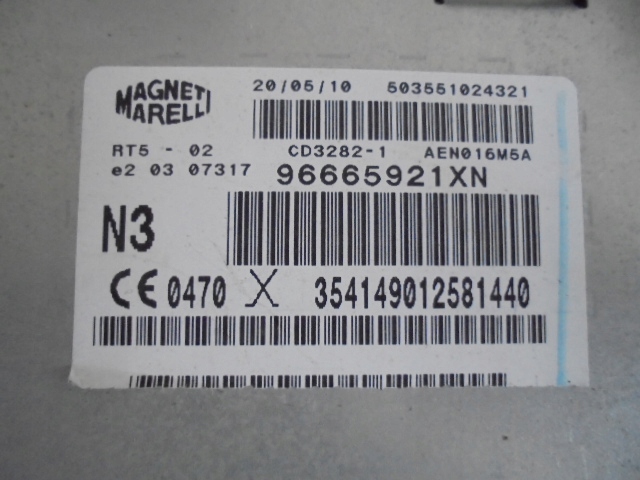 MAGNETI MARELLI
20/05/10 503551024321
RT5 - 02 CD3282-1 AEN016M5A
e2 03 07317 96665921XN
N3
CE 0470 X 354149012581440